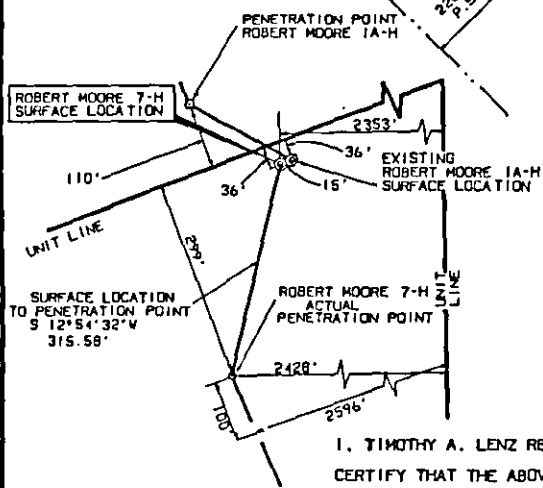 PENETRATION POINT
ROBERT MOORE 1A-H
ROBERT MOORE 7-H
SURFACE LOCATION
2353'
36'
EXISTING
ROBERT MOORE 1A-H
SURFACE LOCATION
110'
36'
15'
UNIT LINE
299'
SURFACE LOCATION
TO PENETRATION POINT
S 12°54'32"W
315.58'
ROBERT MOORE 7-H
ACTUAL
PENETRATION POINT
UNIT
LINE
2428'
100'
2596'
I, TIMOTHY A. LENZ RE
CERTIFY THAT THE ABOV